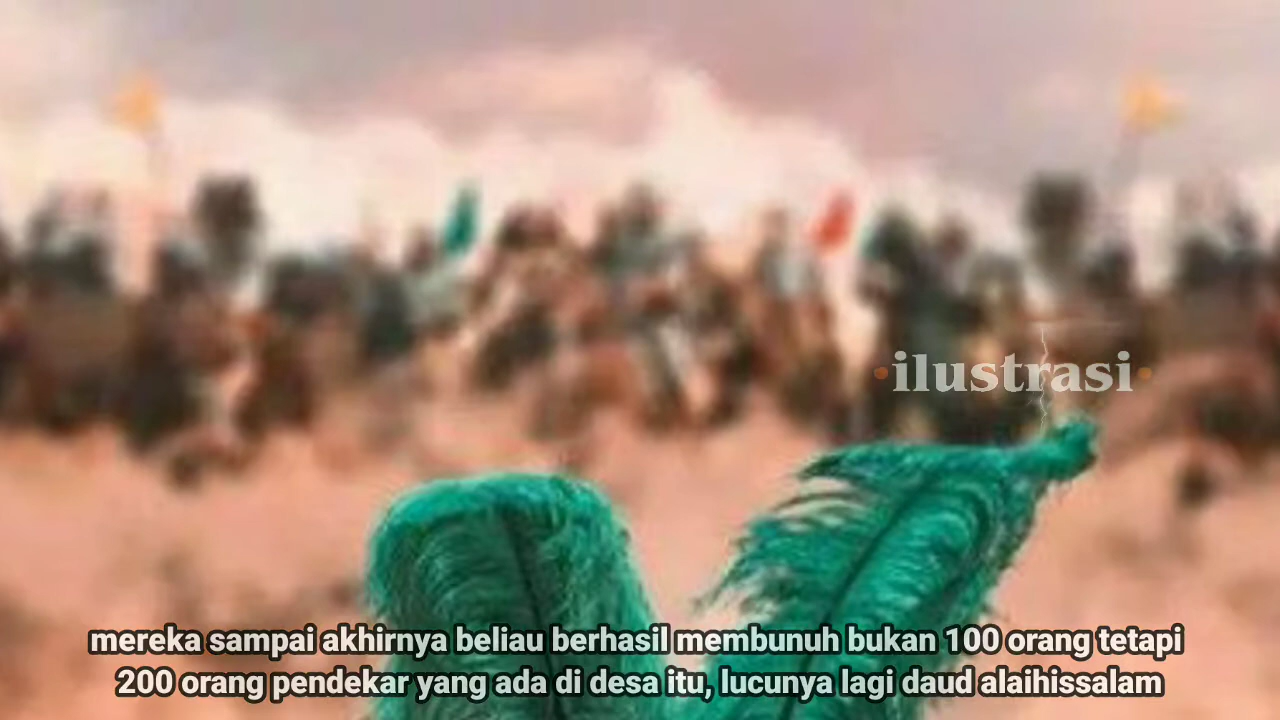 •ilustrasi•
mereka sampai akhirnya beliau berhasil membunuh bukan 100 orang tetapi
200 orang pendekar yang ada di desa itu, lucunya lagi daud alaihissalam